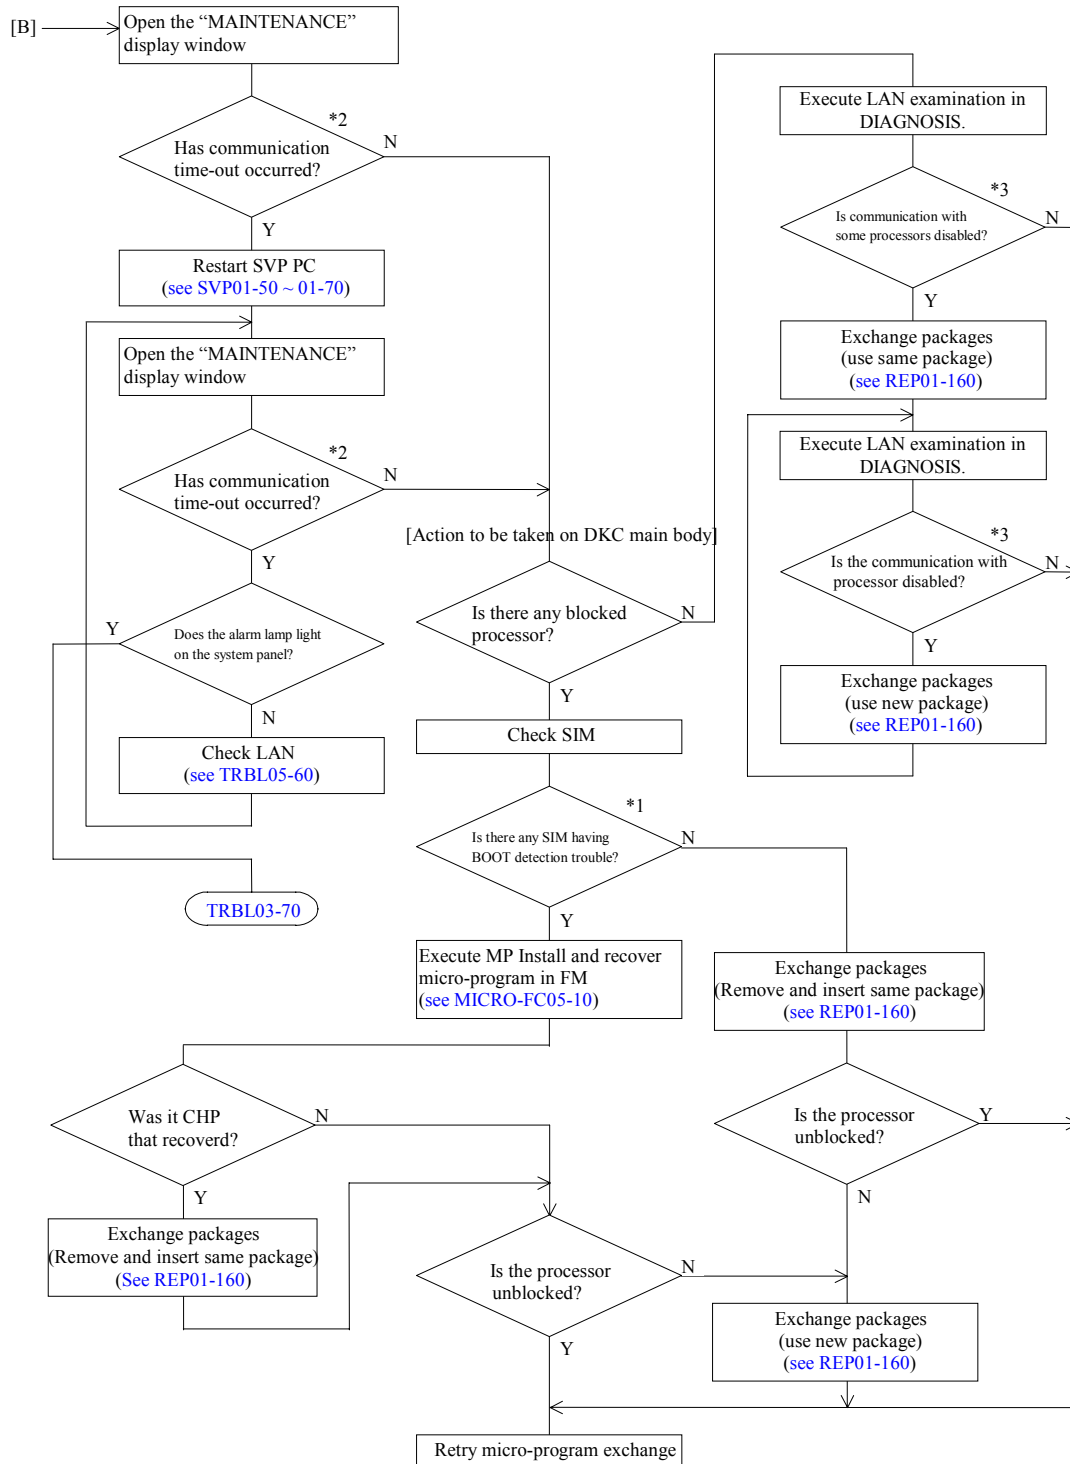 [B]
Open the “MAINTENANCE”
display window
*2
Has communication
time-out occurred?
N
Y
Restart SVP PC
(see SVP01-50 ~ 01-70)
Open the “MAINTENANCE”
display window
*2
Has communication
time-out occurred?
N
Y
Y
Does the alarm lamp light
on the system panel?
N
Check LAN
(see TRBL05-60)
TRBL03-70
[Action to be taken on DKC main body]
Is there any blocked
processor?
N
Y
Check SIM
*1
Is there any SIM having
BOOT detection trouble?
N
Y
Execute MP Install and recover
micro-program in FM
(see MICRO-FC05-10)
Was it CHP
that recoverd?
N
Y
Exchange packages
(Remove and insert same package)
(See REP01-160)
Is the processor
unblocked?
N
Y
Execute LAN examination in
DIAGNOSIS.
*3
Is communication with
some processors disabled?
N
Y
Exchange packages
(use same package)
(see REP01-160)
Execute LAN examination in
DIAGNOSIS.
*3
Is the communication with
processor disabled?
N
Y
Exchange packages
(use new package)
(see REP01-160)
Exchange packages
(Remove and insert same package)
(see REP01-160)
Is the processor
unblocked?
Y
N
Exchange packages
(use new package)
(see REP01-160)
Retry micro-program exchange